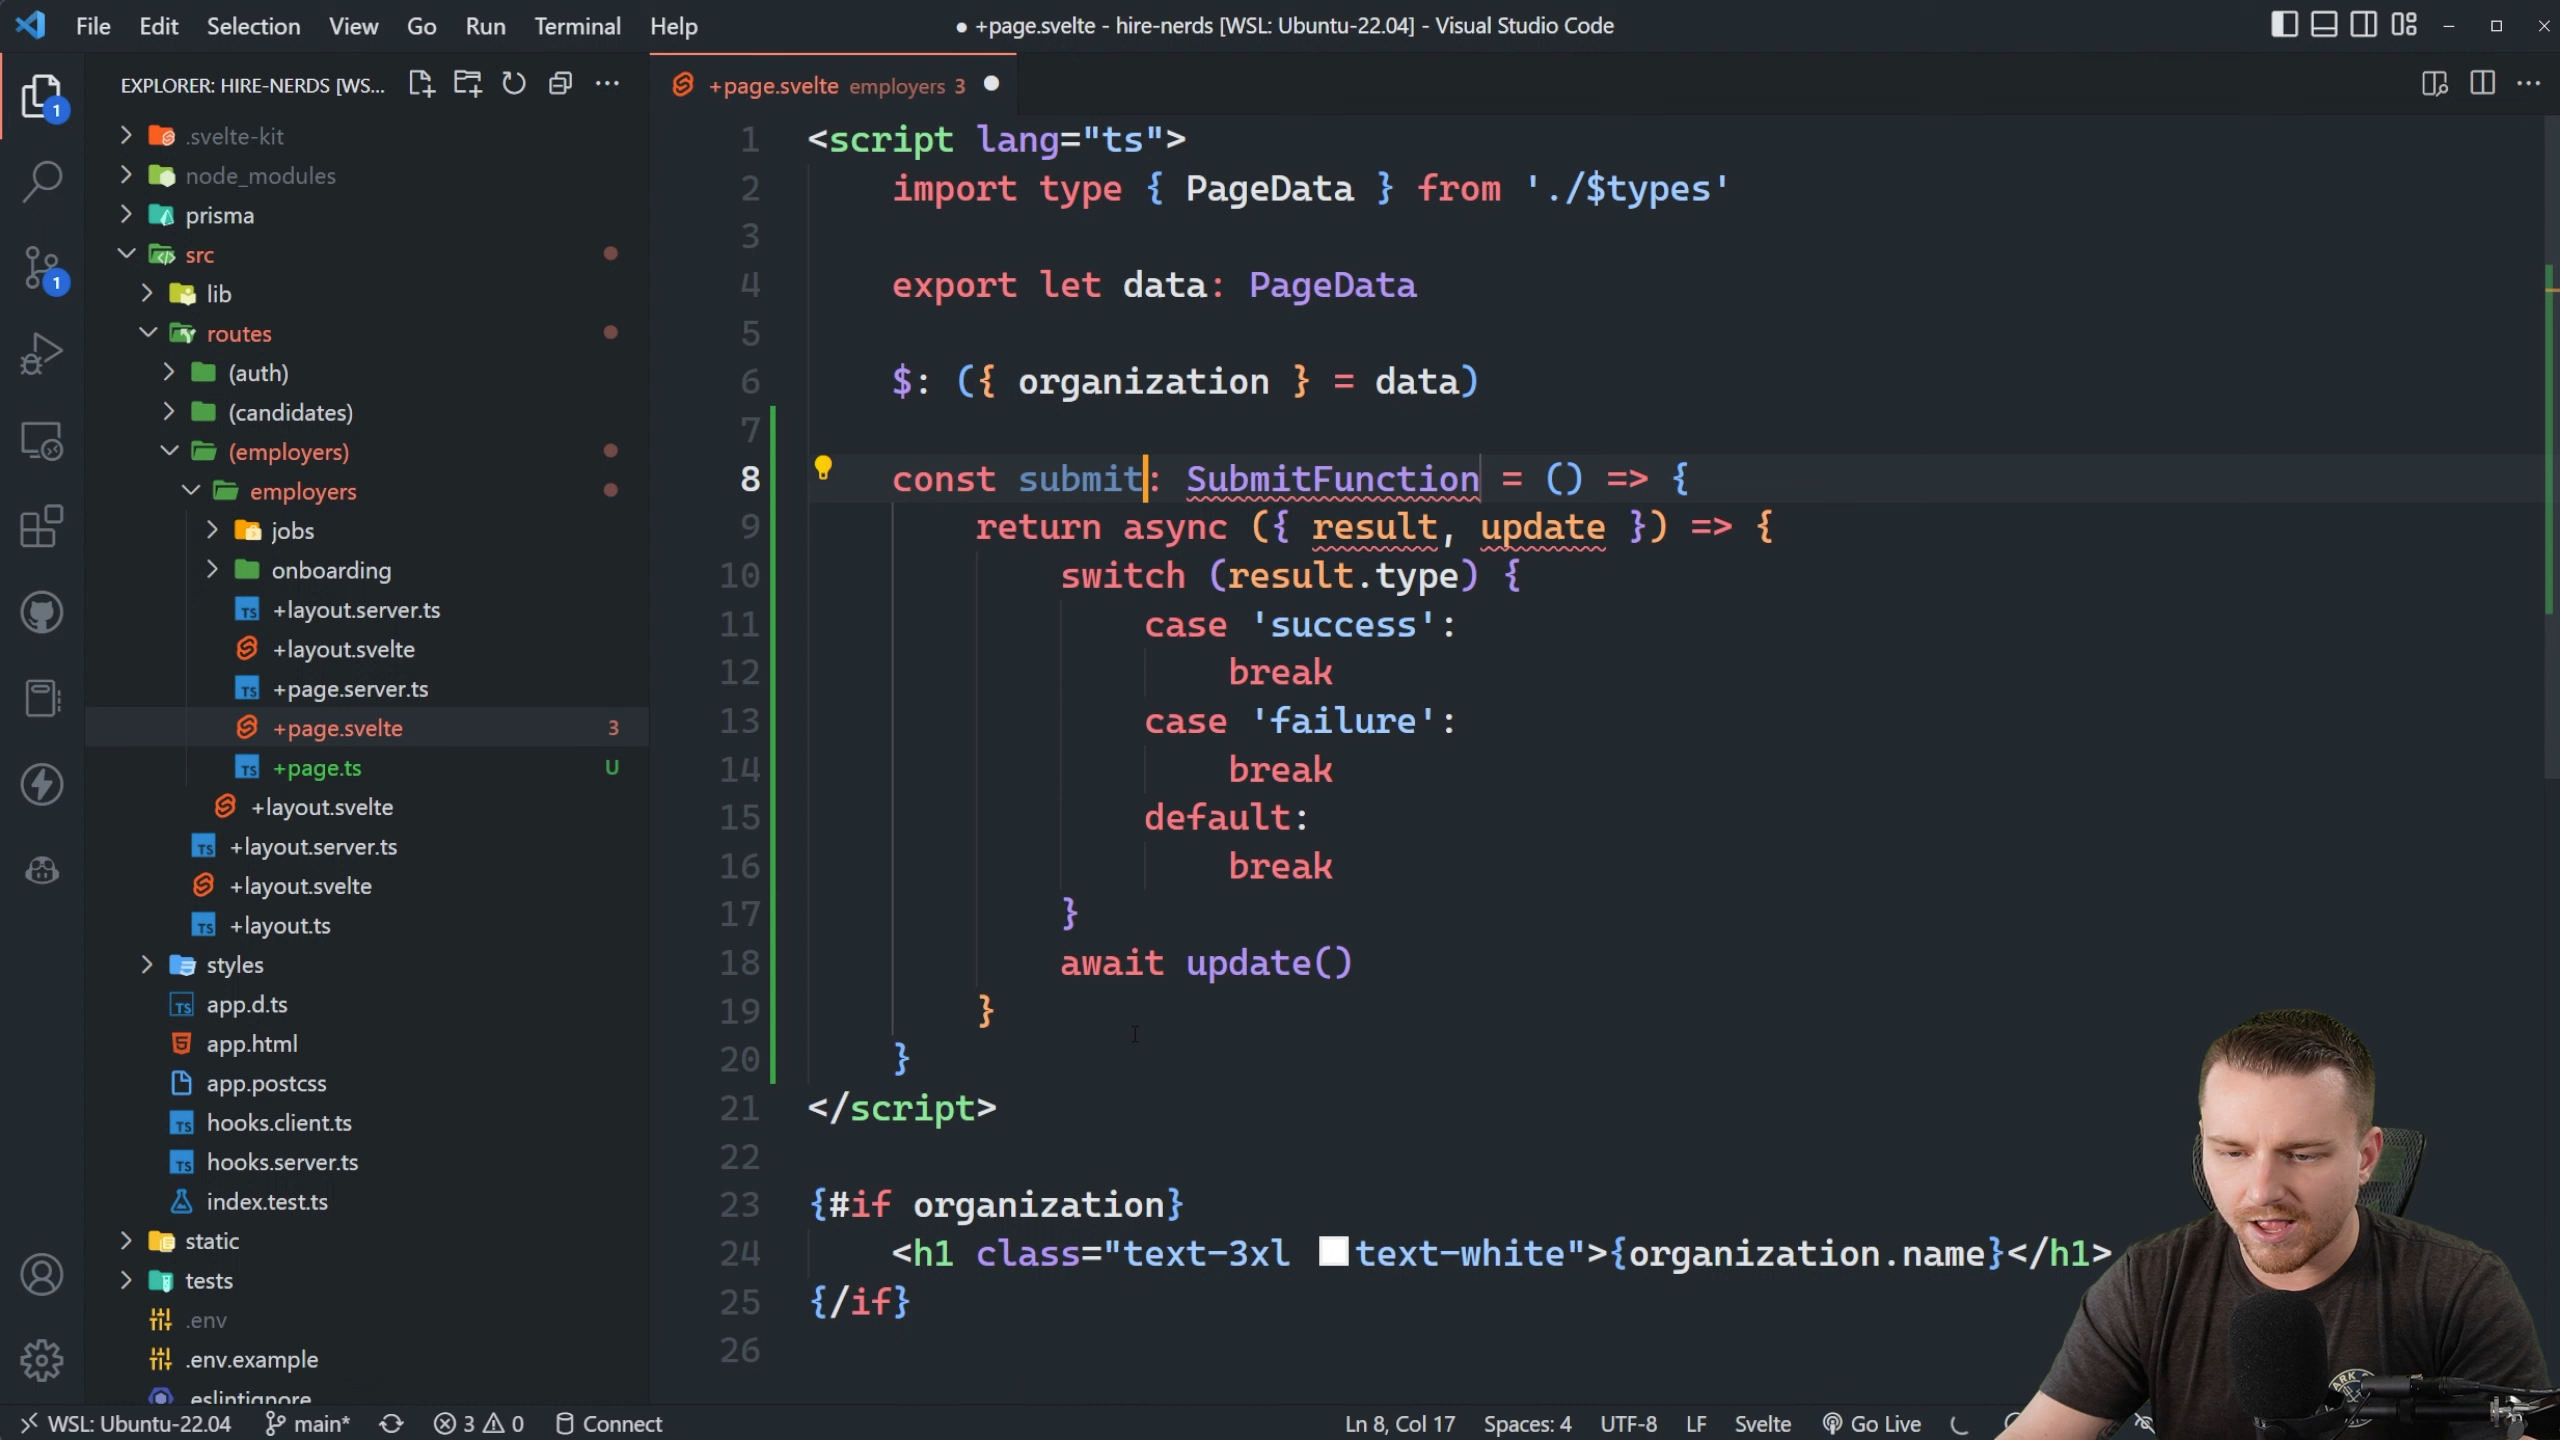 File Edit Selection View Go Run Terminal Help
● +page.svelte - hire-nerds [WSL: Ubuntu-22.04] - Visual Studio Code
EXPLORER: HIRE-NERDS [WS...
1
1
.svelte-kit
node_modules
prisma
src
lib
routes
(auth)
(candidates)
(employers)
employers
jobs
onboarding
+layout.server.ts
+layout.svelte
+page.server.ts
+page.svelte 3
+page.ts U
+layout.svelte
+layout.server.ts
+layout.svelte
+layout.ts
styles
app.d.ts
app.html
app.postcss
hooks.client.ts
hooks.server.ts
index.test.ts
static
tests
.env
.env.example
.eslintignore
+page.svelte employers 3
1 <script lang="ts">
2 import type { PageData } from './$types'
3
4 export let data: PageData
5
6 $: ({ organization } = data)
7
8 const submit: SubmitFunction = () => {
9 return async ({ result, update }) => {
10 switch (result.type) {
11 case 'success':
12 break
13 case 'failure':
14 break
15 default:
16 break
17 }
18 await update()
19 }
20 }
21 </script>
22
23 {#if organization}
24 <h1 class="text-3xl text-white">{organization.name}</h1>
25 {/if}
26
WSL: Ubuntu-22.04 main* 3 0 Connect
Ln 8, Col 17 Spaces: 4 UTF-8 LF Svelte Go Live